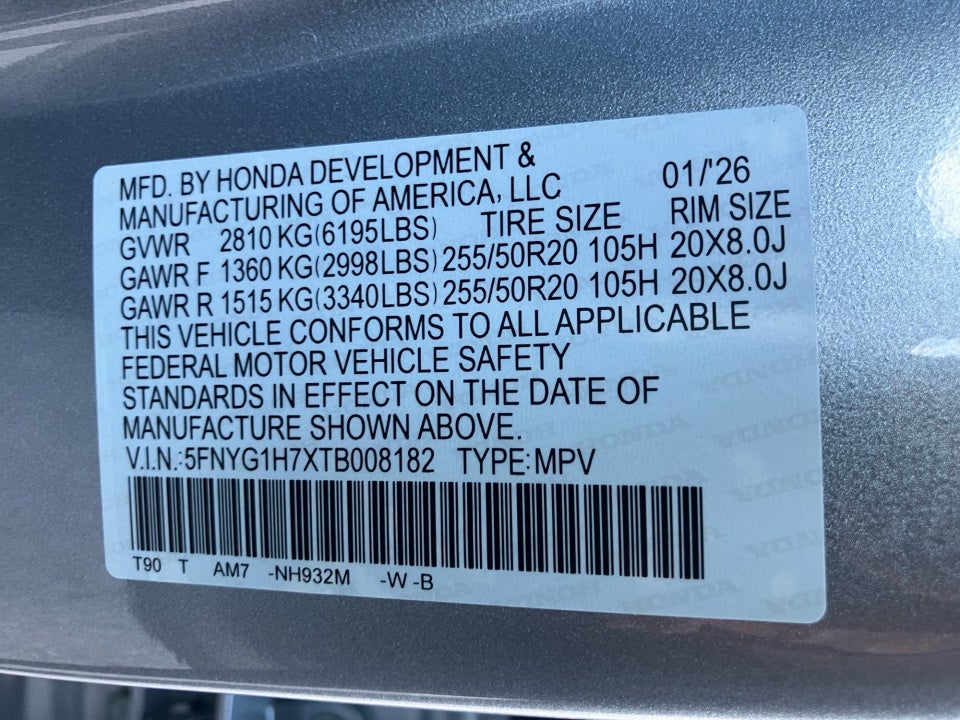 MFD. BY HONDA DEVELOPMENT &
MANUFACTURING OF AMERICA, LLC 01/'26
GVWR 2810 KG(6195LBS) TIRE SIZE RIM SIZE
GAWR F 1360 KG(2998LBS) 255/50R20 105H 20X8.0J
GAWR R 1515 KG(3340LBS) 255/50R20 105H 20X8.0J
THIS VEHICLE CONFORMS TO ALL APPLICABLE
FEDERAL MOTOR VEHICLE SAFETY
STANDARDS IN EFFECT ON THE DATE OF
MANUFACTURE SHOWN ABOVE.
V.I.N.:5FNYG1H7XTB008182 TYPE:MPV
T90 T AM7 -NH932M -W -B